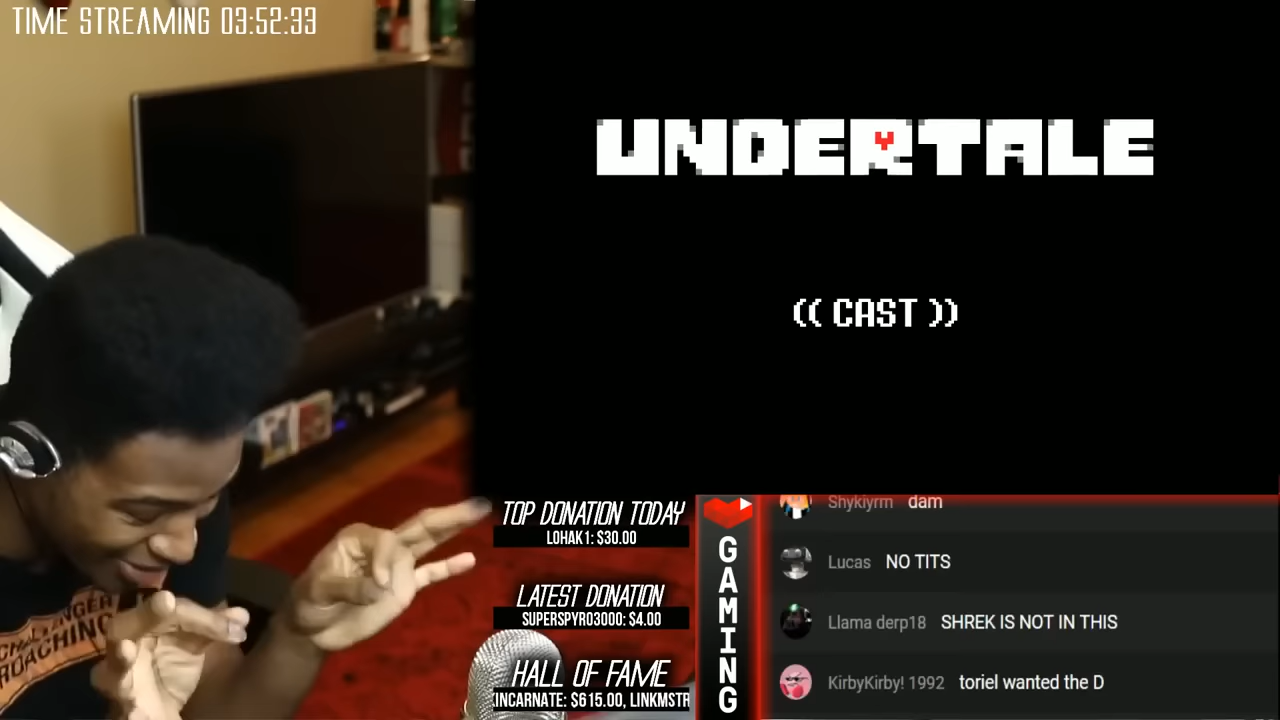 TIME STREAMING 03:52:33
UNDERTALE
(( CAST ))
CHALLENGER
TOP DONATION TODAY
LOHAK1: $30.00
LATEST DONATION
SUPERSPYRO3000: $4.00
HALL OF FAME
INCARNATE: $615.00, LINKMSTR
GAMING
Shykiyrm dam
Lucas NO TITS
Llama derp18 SHREK IS NOT IN THIS
KirbyKirby! 1992 toriel wanted the D